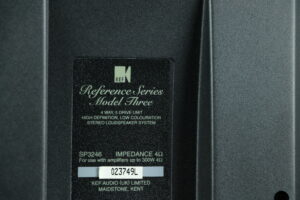 KEF
Reference Series
Model Three
4 WAY, 5 DRIVE UNIT
HIGH DEFINITION, LOW COLOURATION
STEREO LOUDSPEAKER SYSTEM
SP3246 IMPEDANCE 4Ω
For use with amplifiers up to 300W 4Ω
023749L
KEF AUDIO (UK) LIMITED
MAIDSTONE, KENT